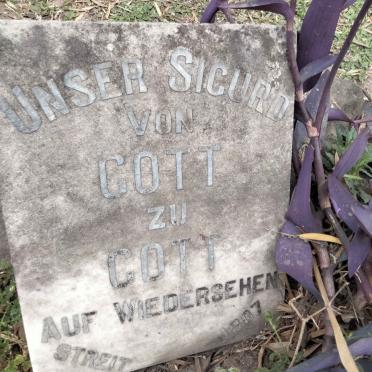 UNSER SIGURD
VON
GOTT
ZU
GOTT
AUF WIEDERSEHEN
STREIT